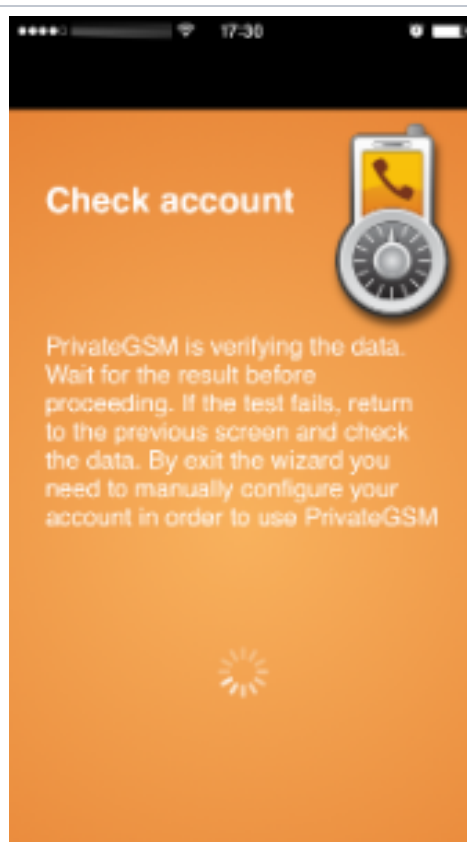 17:30
Check account
PrivateGSM is verifying the data.
Wait for the result before
proceeding. If the test fails, return
to the previous screen and check
the data. By exit the wizard you
need to manually configure your
account in order to use PrivateGSM